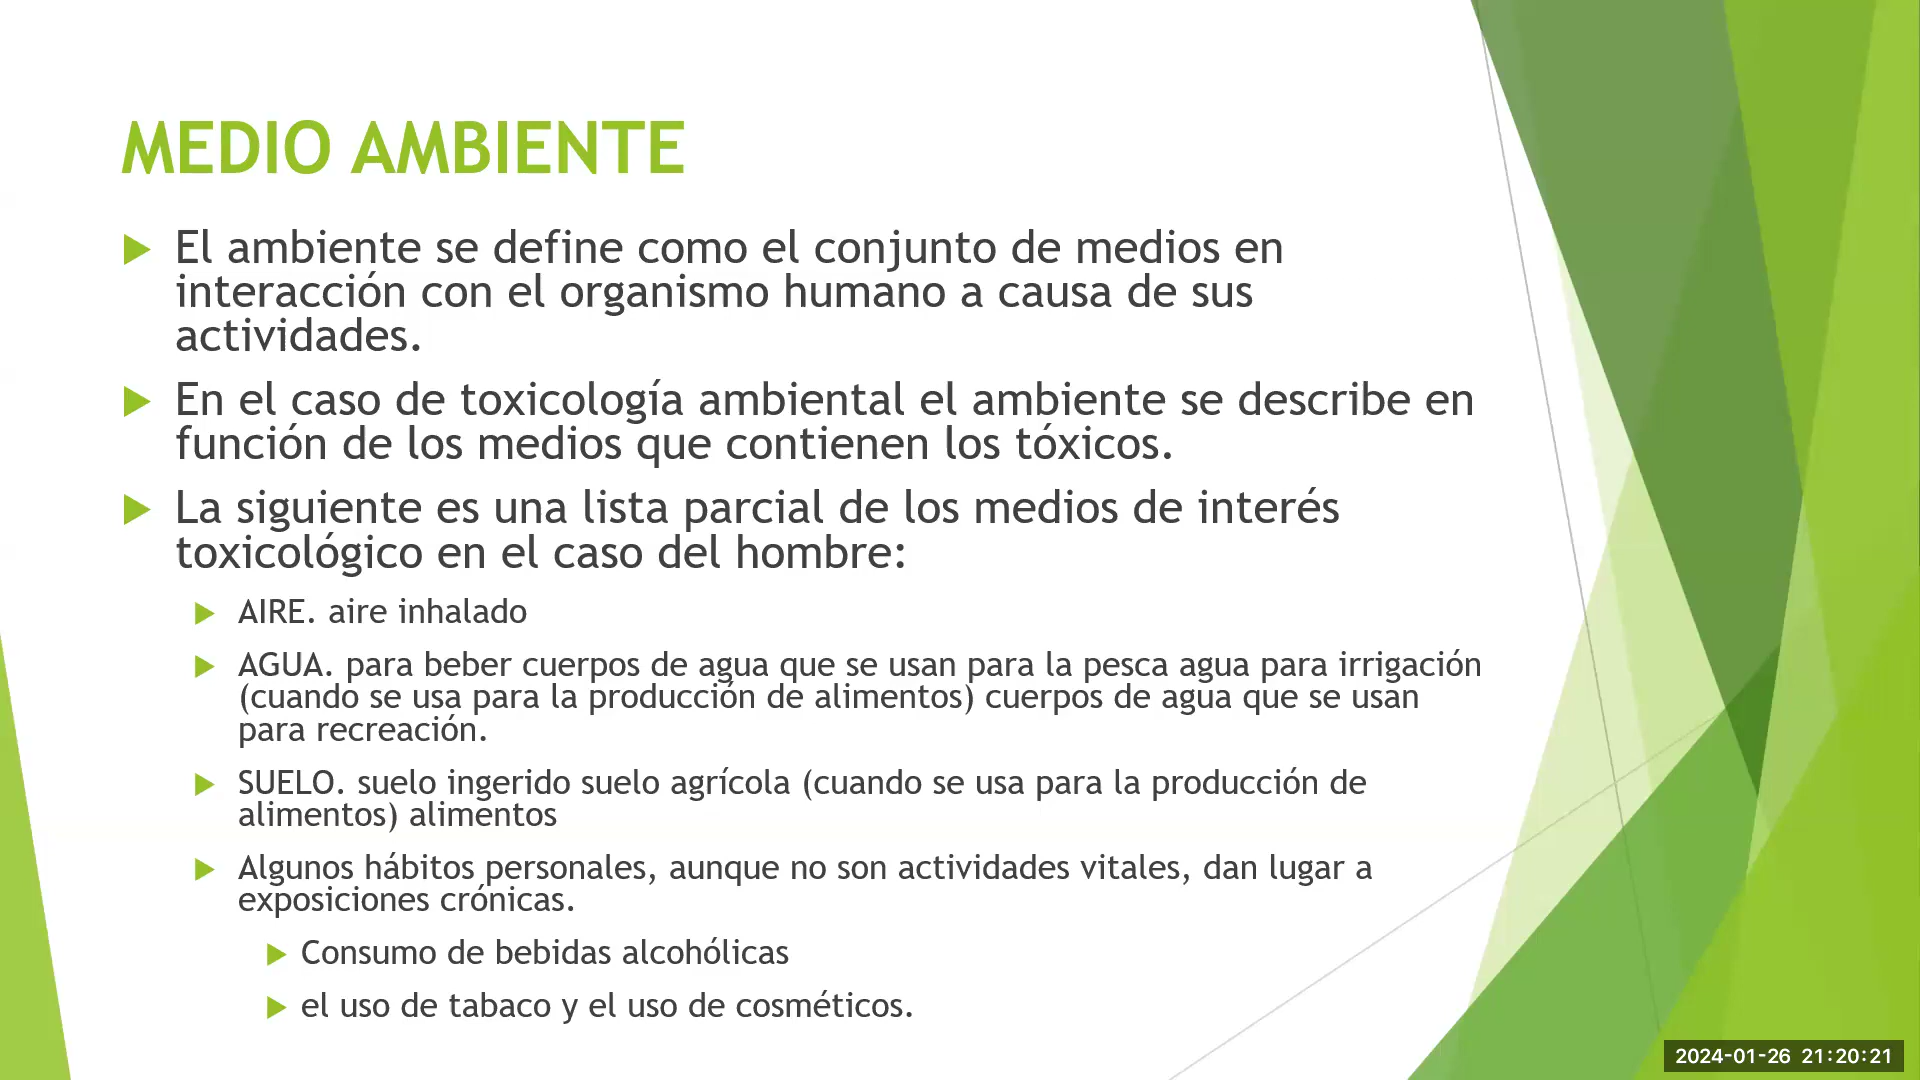 MEDIO AMBIENTE
El ambiente se define como el conjunto de medios en
interacción con el organismo humano a causa de sus
actividades.
En el caso de toxicología ambiental el ambiente se describe en
función de los medios que contienen los tóxicos.
La siguiente es una lista parcial de los medios de interés
toxicológico en el caso del hombre:
AIRE. aire inhalado
AGUA. para beber cuerpos de agua que se usan para la pesca agua para irrigación
(cuando se usa para la producción de alimentos) cuerpos de agua que se usan
para recreación.
SUELO. suelo ingerido suelo agrícola (cuando se usa para la producción de
alimentos) alimentos
Algunos hábitos personales, aunque no son actividades vitales, dan lugar a
exposiciones crónicas.
Consumo de bebidas alcohólicas
el uso de tabaco y el uso de cosméticos.
2024-01-26 21:20:21